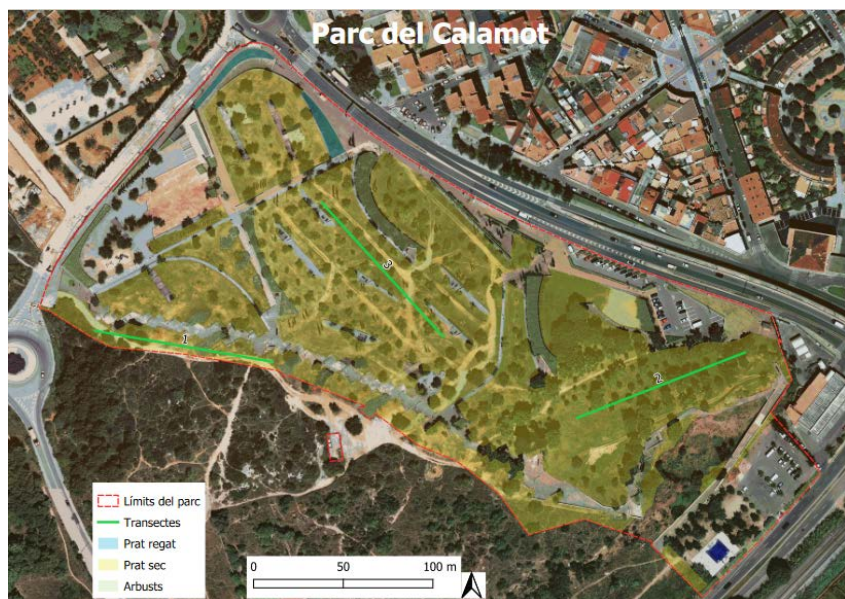 Parc del Calamot
3
1
2
Límits del parc
Transectes
Prat regat
Prat sec
Arbusts
0 50 100 m